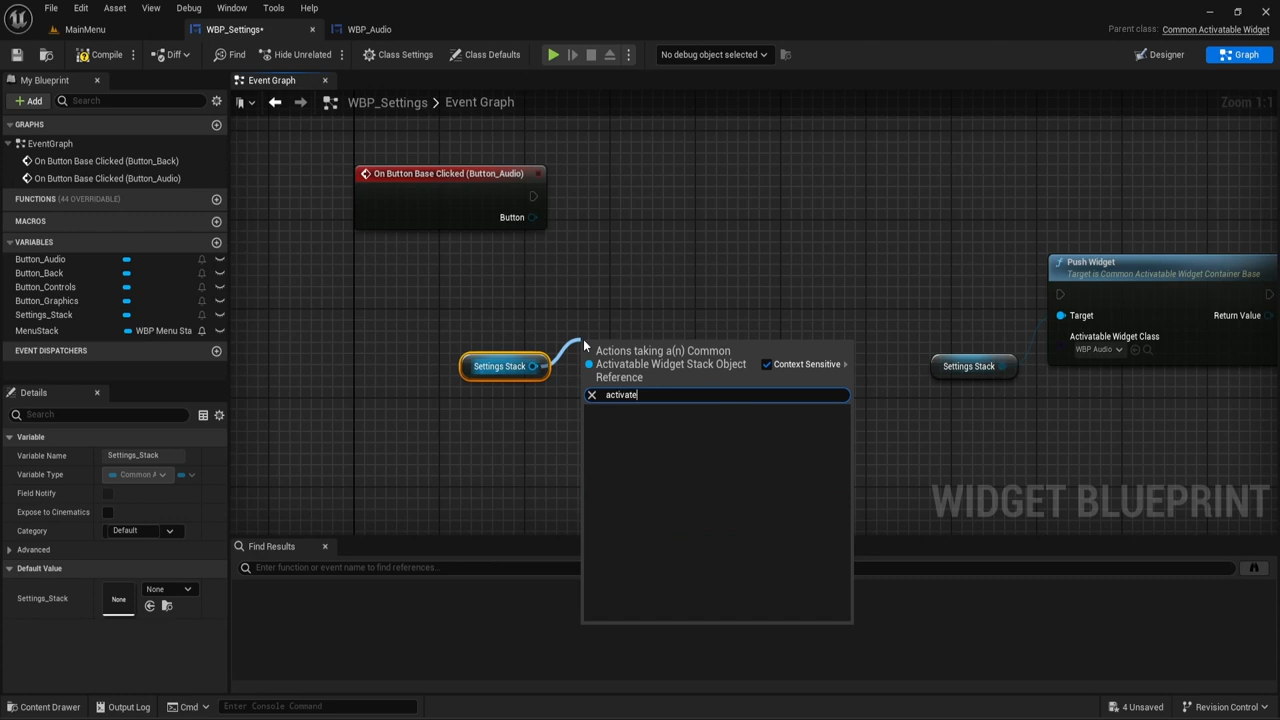 File Edit Asset View Debug Window Tools Help
MainMenu WBP_Settings* WBP_Audio Parent class: Common Activatable Widget
Compile Diff Find Hide Unrelated Class Settings Class Defaults No debug object selected Designer Graph
My Blueprint Event Graph
Add Search WBP_Settings > Event Graph Zoom 1:1
GRAPHS
EventGraph
On Button Base Clicked (Button_Back)
On Button Base Clicked (Button_Audio)
FUNCTIONS (44 OVERRIDABLE)
MACROS
VARIABLES
Button_Audio
Button_Back
Button_Controls
Button_Graphics
Settings_Stack
MenuStack WBP Menu Sta
EVENT DISPATCHERS
Details
Search
Variable
Variable Name Settings_Stack
Variable Type Common A
Field Notify
Expose to Cinematics
Category Default
Advanced
Default Value
Settings_Stack None None
On Button Base Clicked (Button_Audio)
Button
Settings Stack
Actions taking a(n) Common
Activatable Widget Stack Object
Reference
Context Sensitive
activate
Push Widget
Target is Common Activatable Widget Container Base
Target Return Value
Activatable Widget Class
WBP Audio
Settings Stack
WIDGET BLUEPRINT
Find Results
Enter function or event name to find references...
Content Drawer Output Log Cmd Enter Console Command 4 Unsaved Revision Control